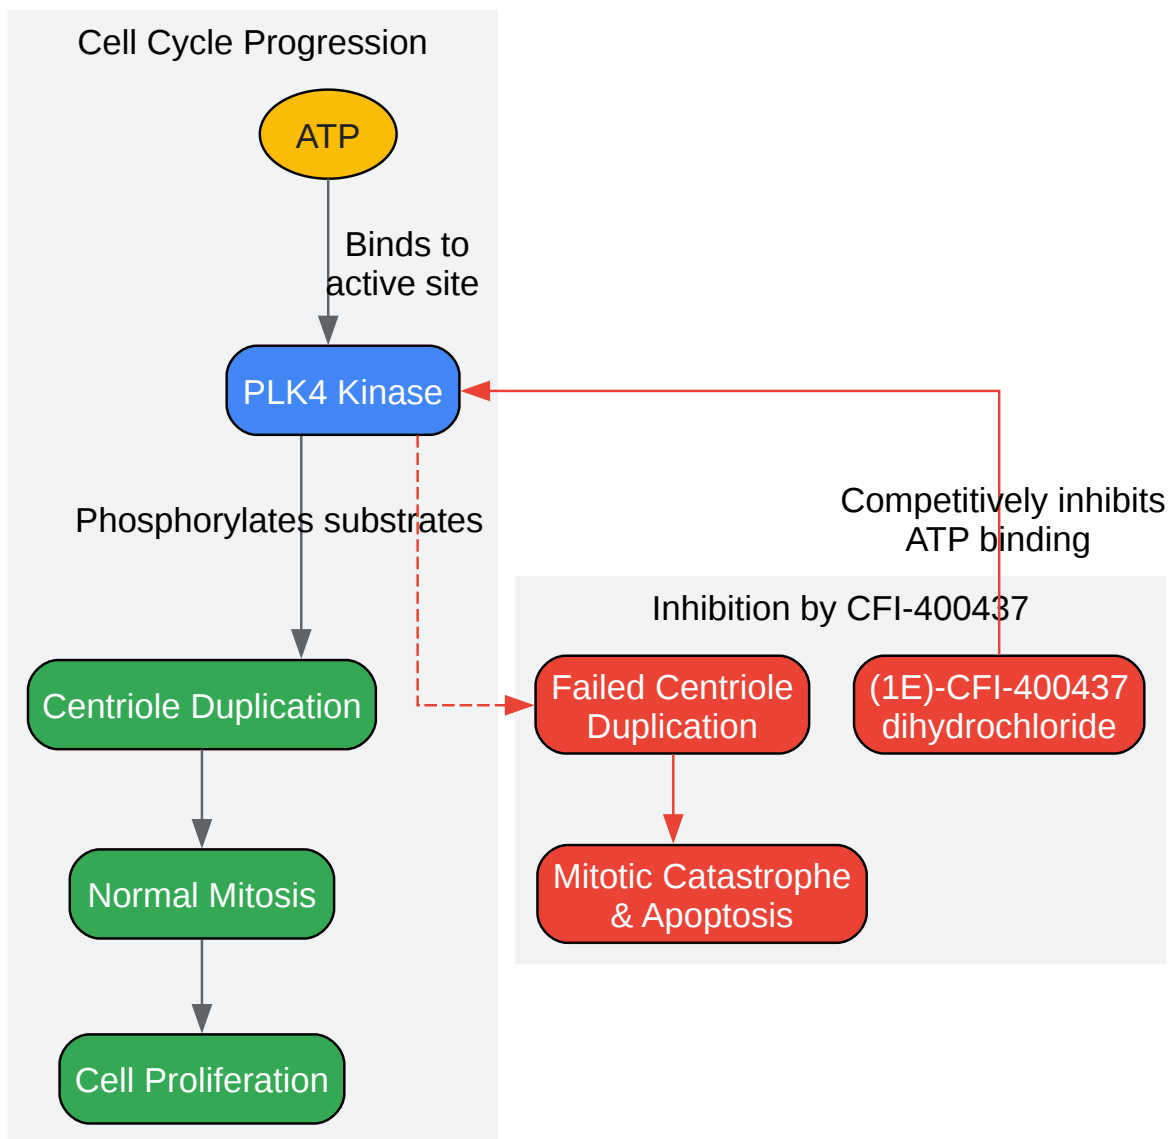 Cell Cycle Progression
ATP
Binds to
active site
PLK4 Kinase
Phosphorylates substrates
Competitively inhibits
ATP binding
Inhibition by CFI-400437
Centriole Duplication
Failed Centriole
Duplication
(1E)-CFI-400437
dihydrochloride
Normal Mitosis
Mitotic Catastrophe
& Apoptosis
Cell Proliferation